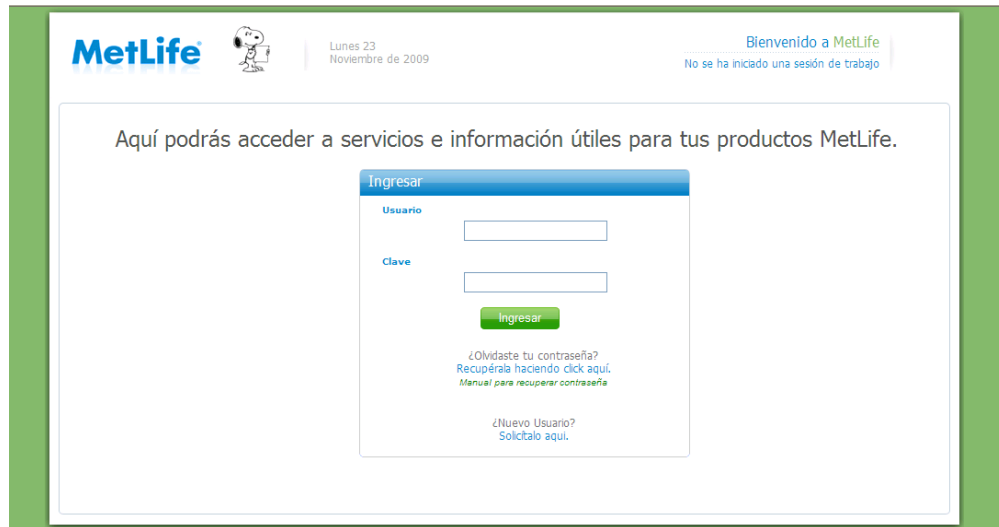 MetLife
Lunes 23
Noviembre de 2009
Bienvenido a MetLife
No se ha iniciado una sesión de trabajo
Aquí podrás acceder a servicios e información útiles para tus productos MetLife.
Ingresar
Usuario
Clave
Ingresar
¿Olvidaste tu contraseña?
Recupérala haciendo click aquí.
Manual para recuperar contraseña
¿Nuevo Usuario?
Solicítalo aqui.